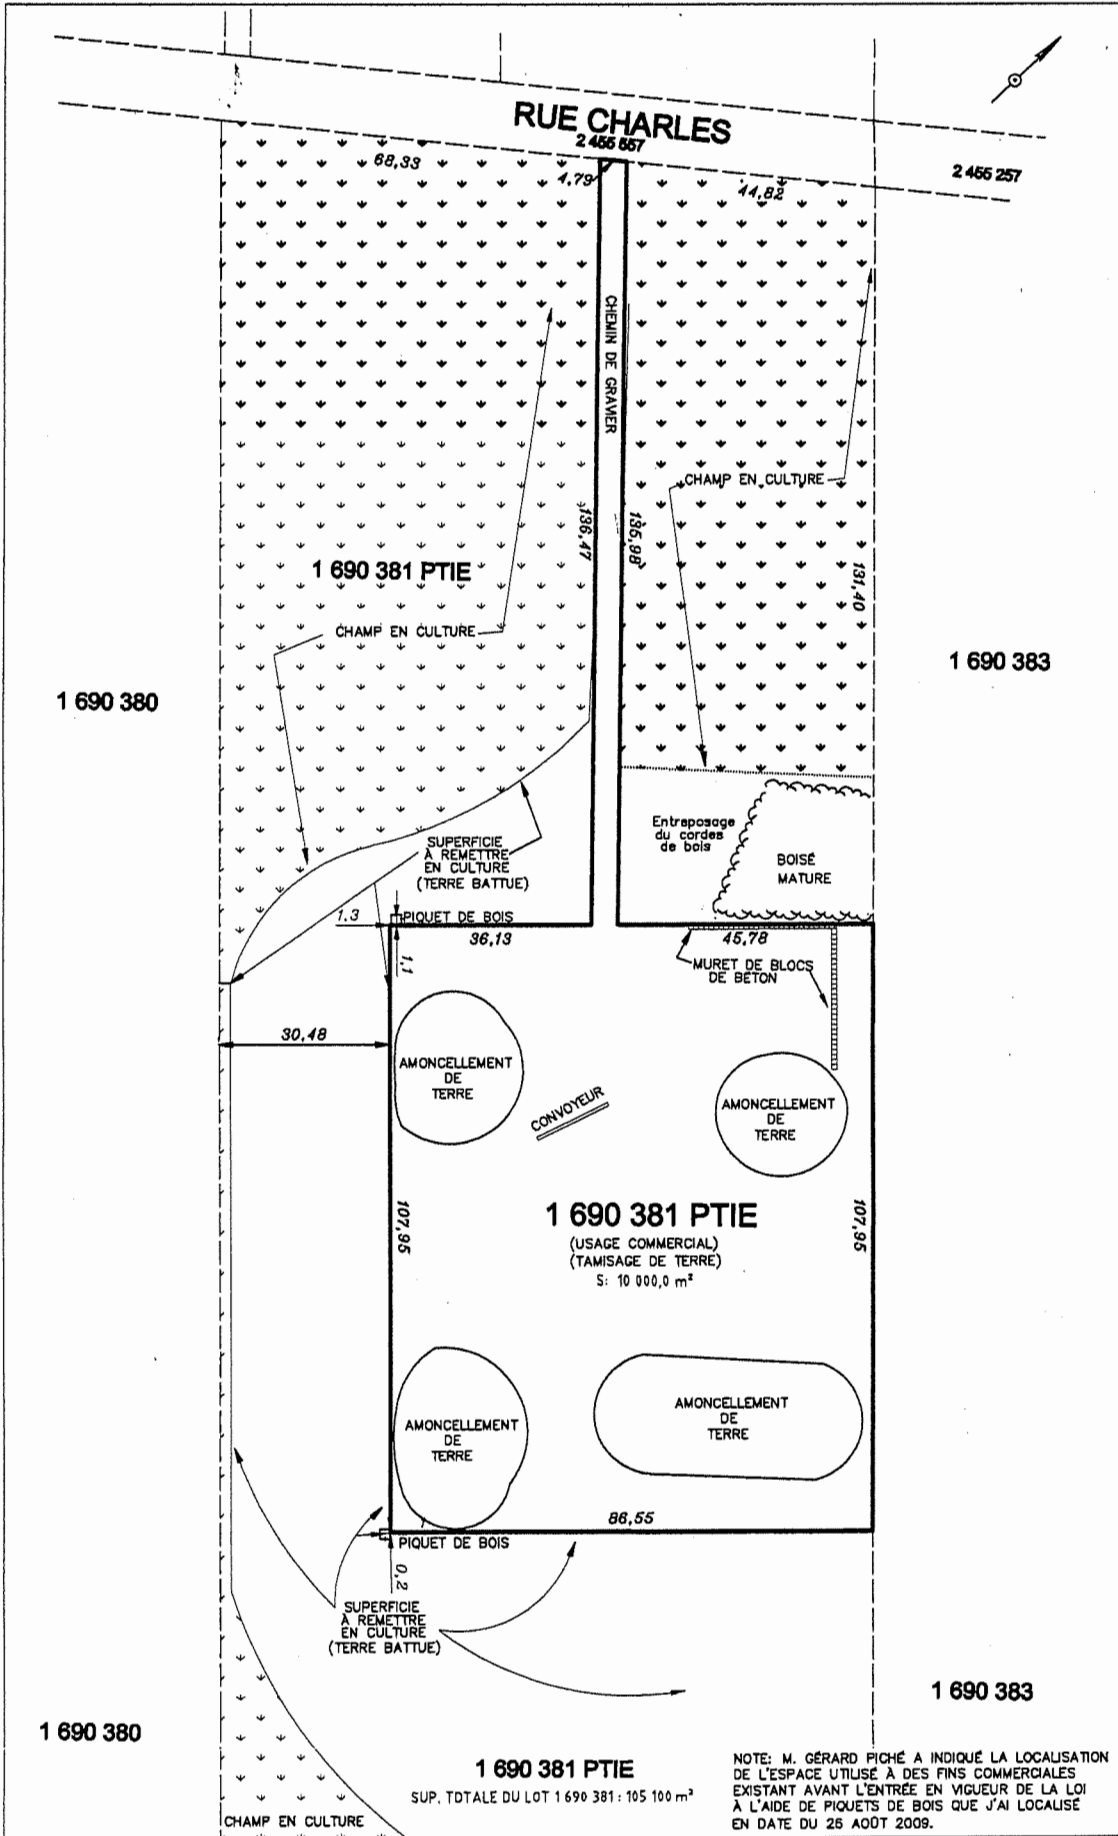 RUE CHARLES
2 455 557
2 455 257
68,33
4,79
44,82
CHEMIN DE GRAVIER
136,47
135,98
CHAMP EN CULTURE
131,40
1 690 381 PTIE
CHAMP EN CULTURE
1 690 380
1 690 383
Entreposage
du cordes
de bois
BOISÉ
MATURE
SUPERFICIE
À REMETTRE
EN CULTURE
(TERRE BATTUE)
1,3
PIQUET DE BOIS
36,13
1,1
45,78
MURET DE BLOCS
DE BÉTON
30,48
AMONCELLEMENT
DE
TERRE
CONVOYEUR
AMONCELLEMENT
DE
TERRE
107,95
1 690 381 PTIE
(USAGE COMMERCIAL)
(TAMISAGE DE TERRE)
S: 10 000,0 m²
107,95
AMONCELLEMENT
DE
TERRE
AMONCELLEMENT
DE
TERRE
86,55
PIQUET DE BOIS
0,2
SUPERFICIE
À REMETTRE
EN CULTURE
(TERRE BATTUE)
1 690 380
1 690 383
1 690 381 PTIE
SUP. TOTALE DU LOT 1 690 381 : 105 100 m²
CHAMP EN CULTURE
NOTE: M. GÉRARD PICHÉ A INDIQUÉ LA LOCALISATION
DE L'ESPACE UTILISÉ À DES FINS COMMERCIALES
EXISTANT AVANT L'ENTRÉE EN VIGUEUR DE LA LOI
À L'AIDE DE PIQUETS DE BOIS QUE J'AI LOCALISÉ
EN DATE DU 26 AOÛT 2009.